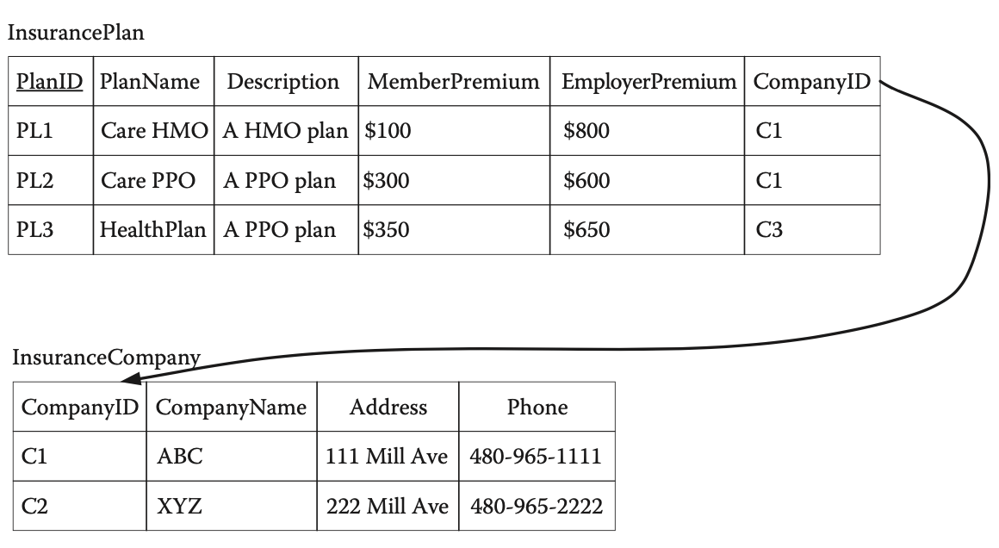 InsurancePlan
PlanID PlanName Description MemberPremium EmployerPremium CompanyID
PL1 Care HMO A HMO plan $100 $800 C1
PL2 Care PPO A PPO plan $300 $600 C1
PL3 HealthPlan A PPO plan $350 $650 C3
InsuranceCompany
CompanyID CompanyName Address Phone
C1 ABC 111 Mill Ave 480-965-1111
C2 XYZ 222 Mill Ave 480-965-2222